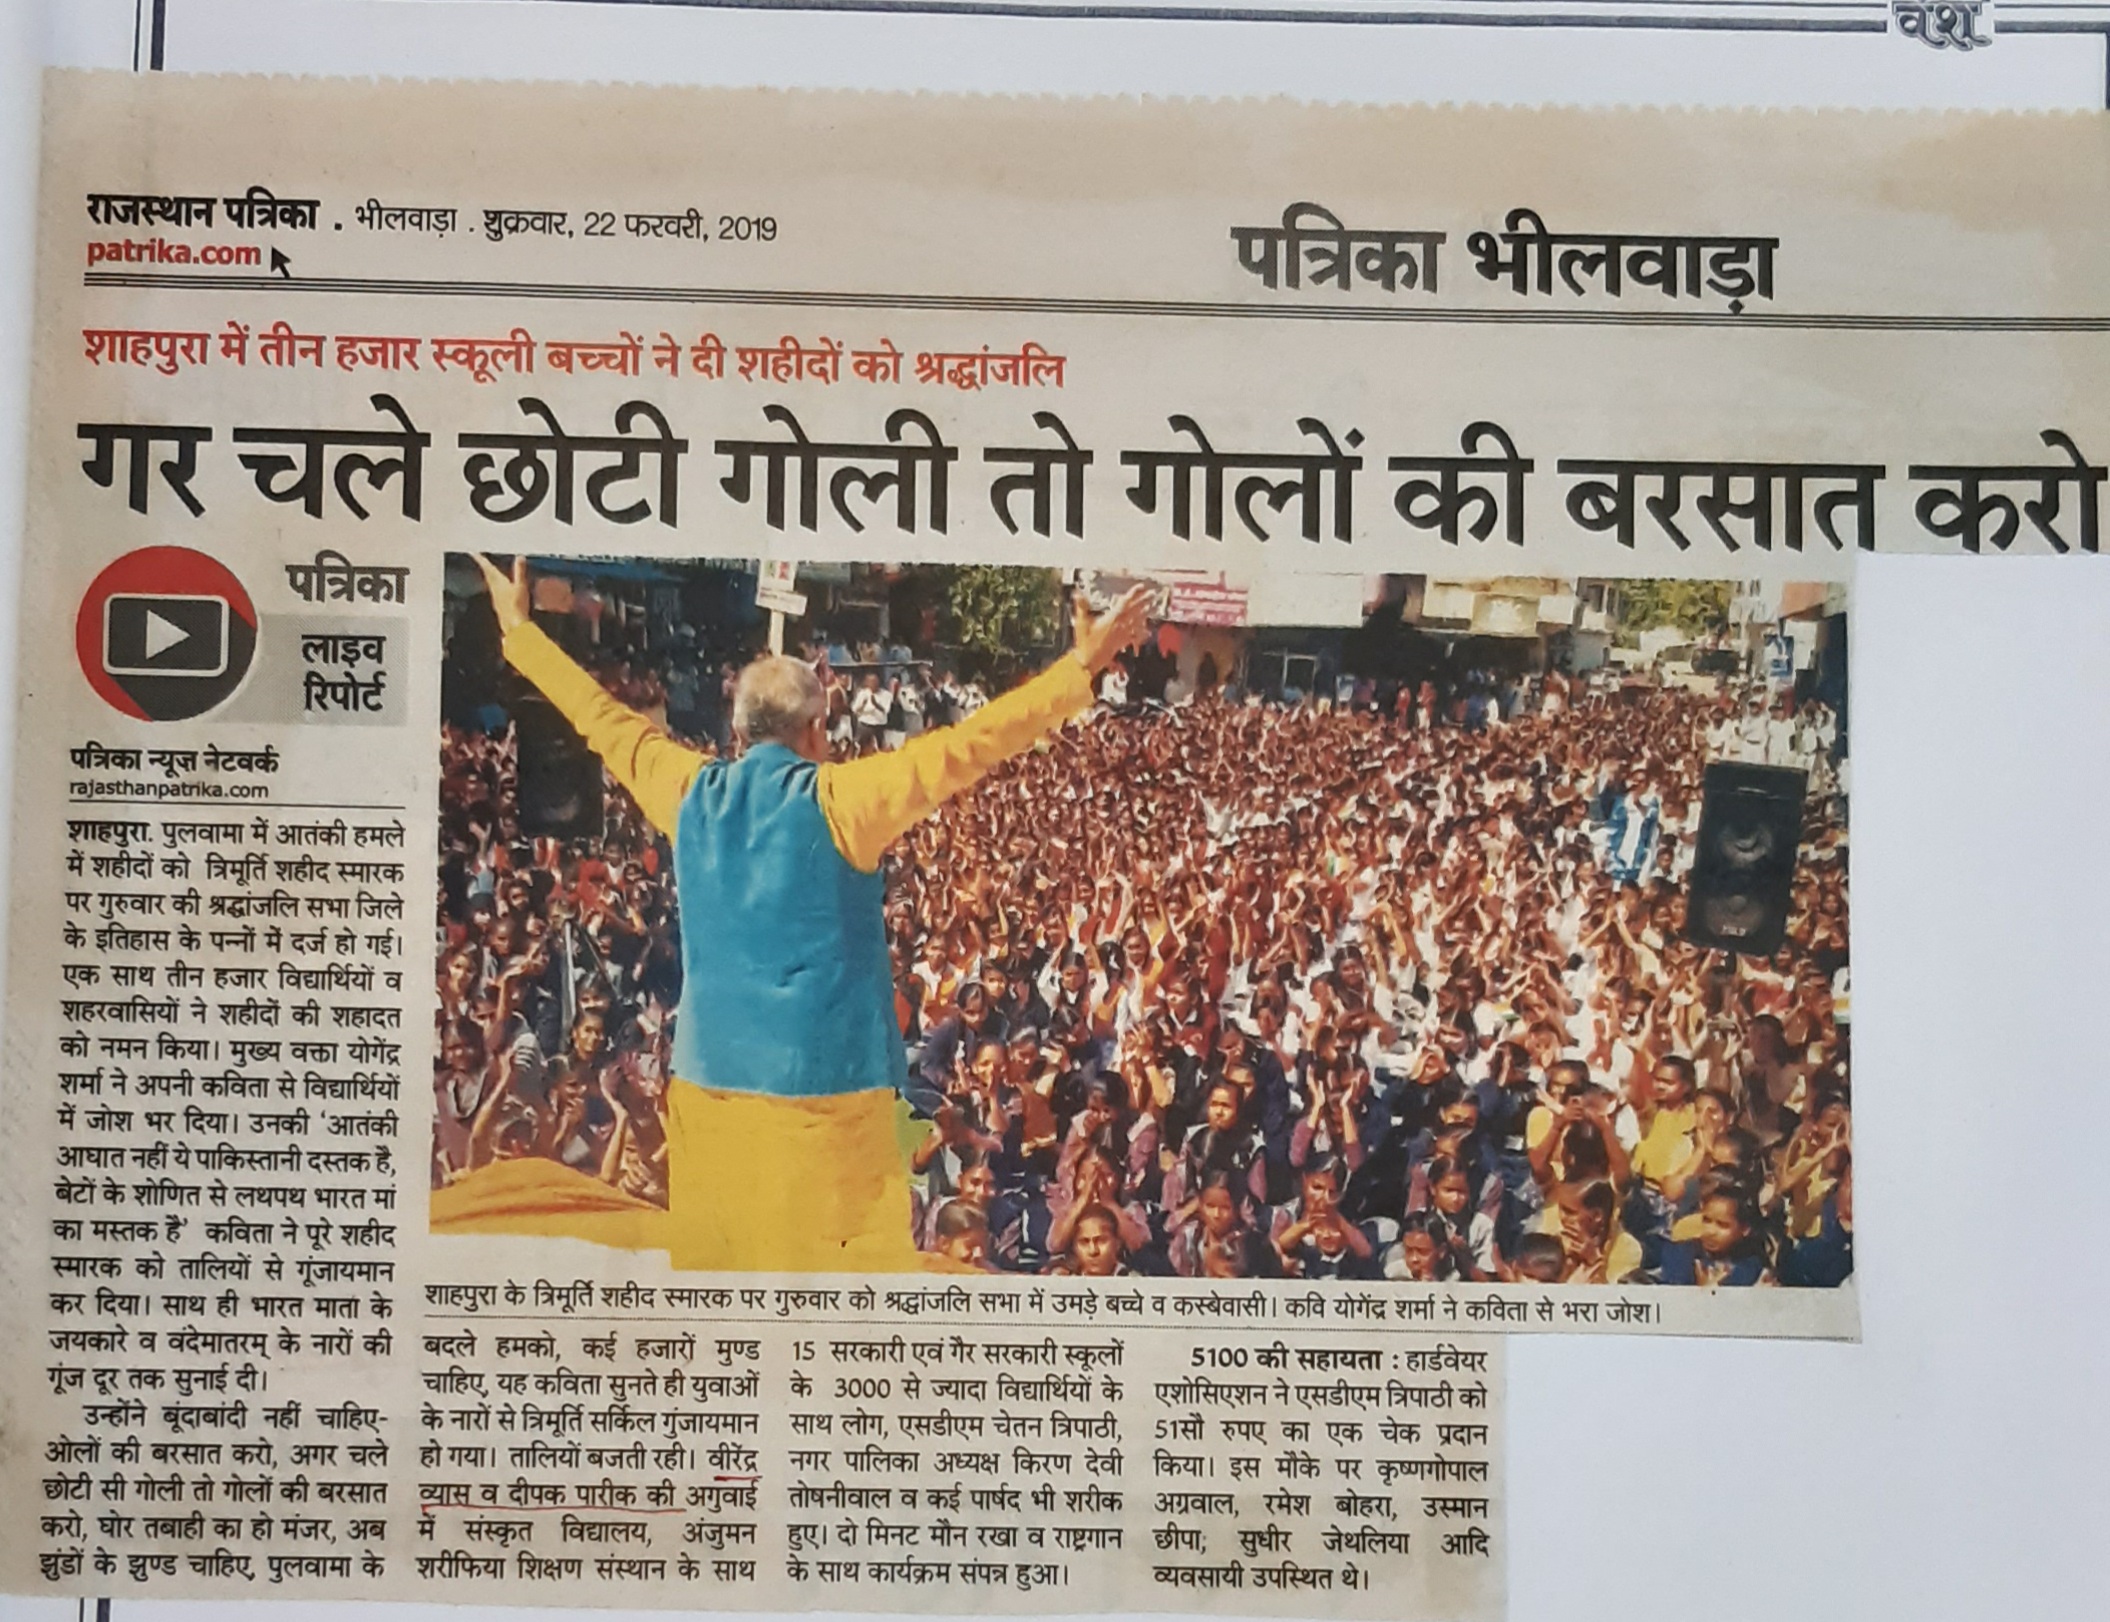 वंश
राजस्थान पत्रिका . भीलवाड़ा . शुक्रवार, 22 फरवरी, 2019
patrika.com
पत्रिका भीलवाड़ा
शाहपुरा में तीन हजार स्कूली बच्चों ने दी शहीदों को श्रद्धांजलि
गर चले छोटी गोली तो गोलों की बरसात करो
पत्रिका
लाइव
रिपोर्ट
पत्रिका न्यूज नेटवर्क
rajasthanpatrika.com
शाहपुरा. पुलवामा में आतंकी हमले
में शहीदों को त्रिमूर्ति शहीद स्मारक
पर गुरुवार की श्रद्धांजलि सभा जिले
के इतिहास के पन्नों में दर्ज हो गई।
एक साथ तीन हजार विद्यार्थियों व
शहरवासियों ने शहीदों की शहादत
को नमन किया। मुख्य वक्ता योगेंद्र
शर्मा ने अपनी कविता से विद्यार्थियों
में जोश भर दिया। उनकी ‘आतंकी
आघात नहीं ये पाकिस्तानी दस्तक है,
बेटों के शोणित से लथपथ भारत मां
का मस्तक है’ कविता ने पूरे शहीद
स्मारक को तालियों से गूंजायमान
कर दिया। साथ ही भारत माता के
जयकारे व वंदेमातरम् के नारों की
गूंज दूर तक सुनाई दी।
उन्होंने बूंदाबांदी नहीं चाहिए-
ओलों की बरसात करो, अगर चले
छोटी सी गोली तो गोलों की बरसात
करो, घोर तबाही का हो मंजर, अब
झुंडों के झुण्ड चाहिए, पुलवामा के
शाहपुरा के त्रिमूर्ति शहीद स्मारक पर गुरुवार को श्रद्धांजलि सभा में उमड़े बच्चे व कस्बेवासी। कवि योगेंद्र शर्मा ने कविता से भरा जोश।
बदले हमको, कई हजारों मुण्ड
चाहिए, यह कविता सुनते ही युवाओं
के नारों से त्रिमूर्ति सर्किल गुंजायमान
हो गया। तालियों बजती रही। वीरेंद्र
व्यास व दीपक पारीक की अगुवाई
में संस्कृत विद्यालय, अंजुमन
शरीफिया शिक्षण संस्थान के साथ
15 सरकारी एवं गैर सरकारी स्कूलों
के 3000 से ज्यादा विद्यार्थियों के
साथ लोग, एसडीएम चेतन त्रिपाठी,
नगर पालिका अध्यक्ष किरण देवी
तोषनीवाल व कई पार्षद भी शरीक
हुए। दो मिनट मौन रखा व राष्ट्रगान
के साथ कार्यक्रम संपन्न हुआ।
5100 की सहायता : हार्डवेयर
एशोसिएशन ने एसडीएम त्रिपाठी को
51सौ रुपए का एक चेक प्रदान
किया। इस मौके पर कृष्णगोपाल
अग्रवाल, रमेश बोहरा, उस्मान
छीपा; सुधीर जेथलिया आदि
व्यवसायी उपस्थित थे।